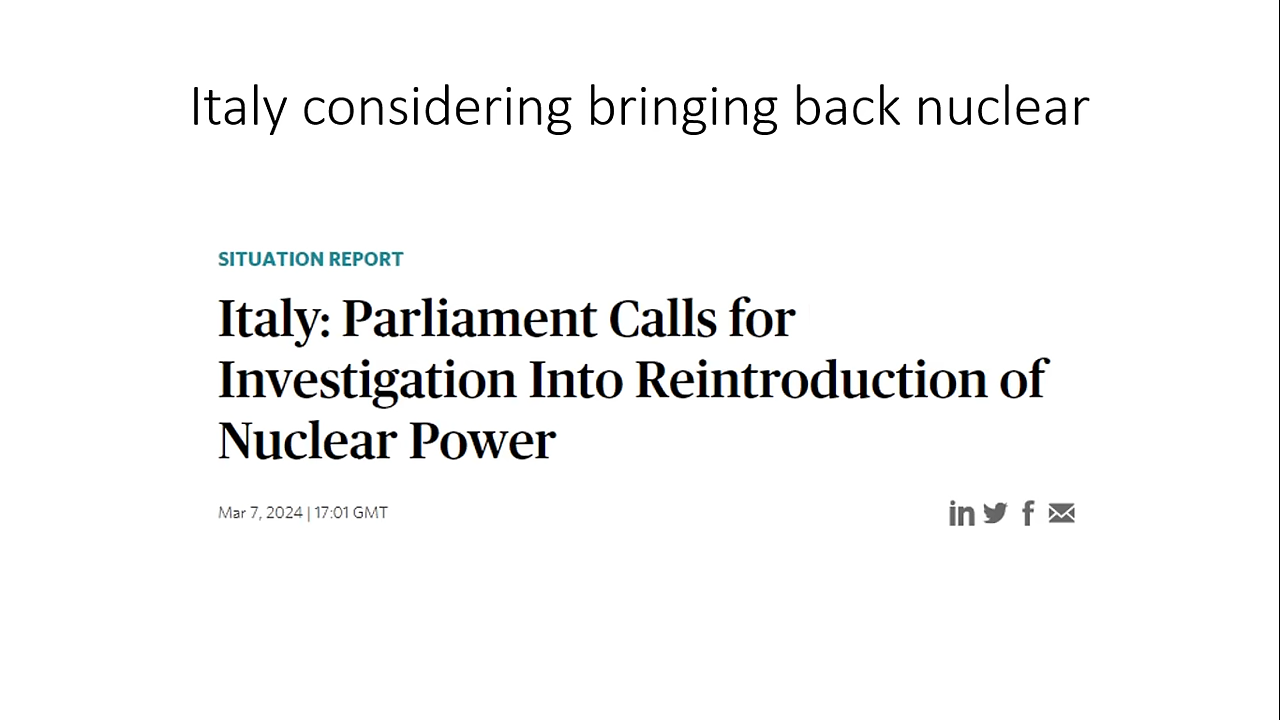 Italy considering bringing back nuclear
SITUATION REPORT
Italy: Parliament Calls for
Investigation Into Reintroduction of
Nuclear Power
Mar 7, 2024 | 17:01 GMT